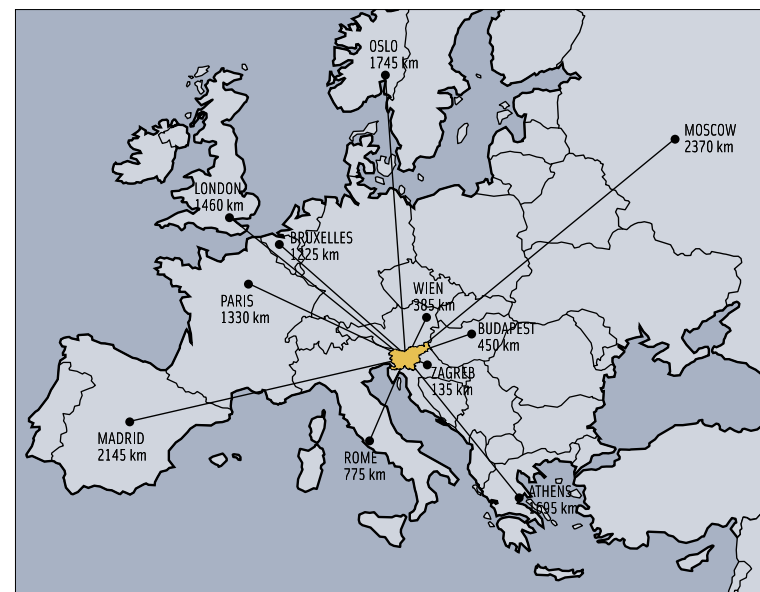 OSLO
1745 km
MOSCOW
2370 km
LONDON
1460 km
BRUXELLES
1225 km
WIEN
385 km
PARIS
1330 km
BUDAPEST
450 km
ZAGREB
135 km
MADRID
2145 km
ROME
775 km
ATHENS
1695 km